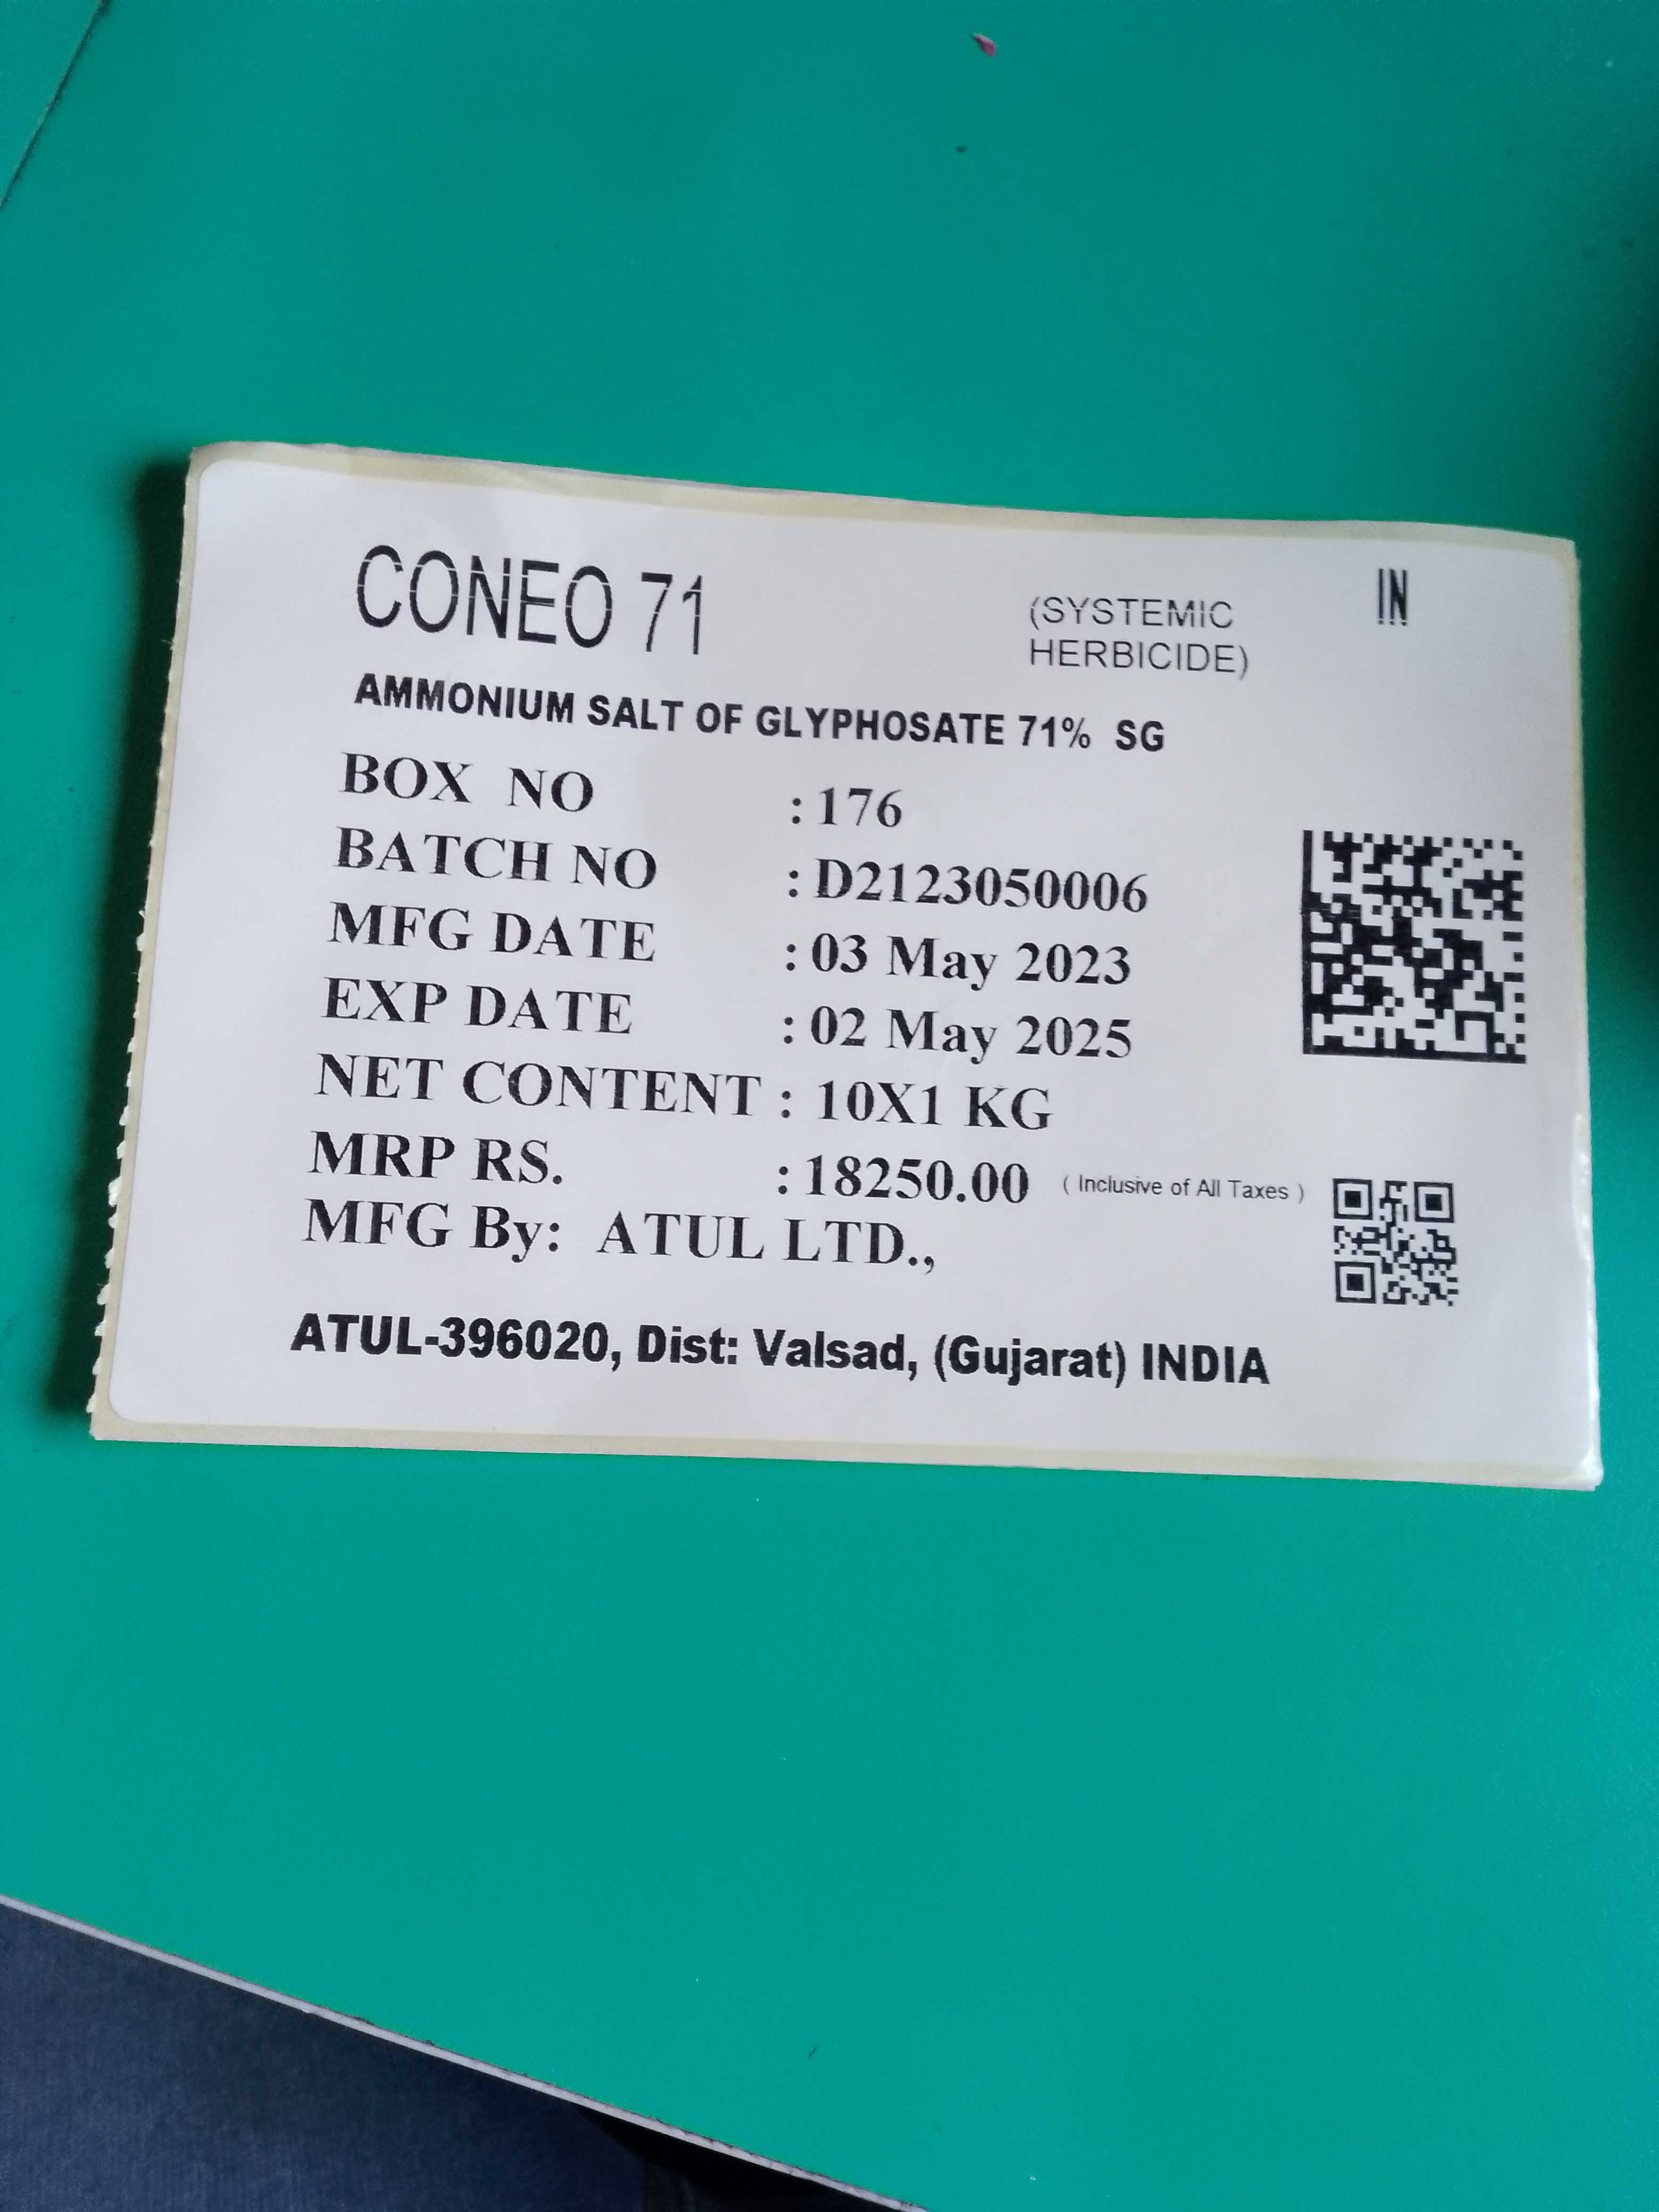 CONEO 71
(SYSTEMIC
HERBICIDE)
IN
AMMONIUM SALT OF GLYPHOSATE 71% SG
BOX NO : 176
BATCH NO : D2123050006
MFG DATE : 03 May 2023
EXP DATE : 02 May 2025
NET CONTENT : 10X1 KG
MRP RS. : 18250.00 ( Inclusive of All Taxes )
MFG By: ATUL LTD.,
ATUL-396020, Dist: Valsad, (Gujarat) INDIA